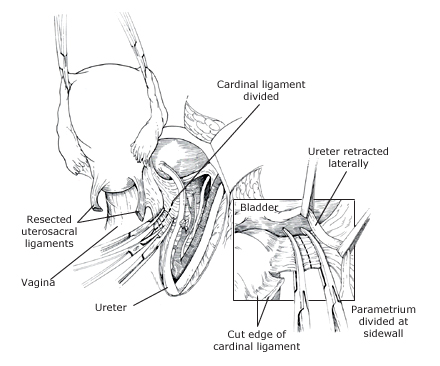 Cardinal ligament
divided
Ureter retracted
laterally
Bladder
Resected
uterosacral
ligaments
Vagina
Ureter
Parametrium
divided at
sidewall
Cut edge of
cardinal ligament